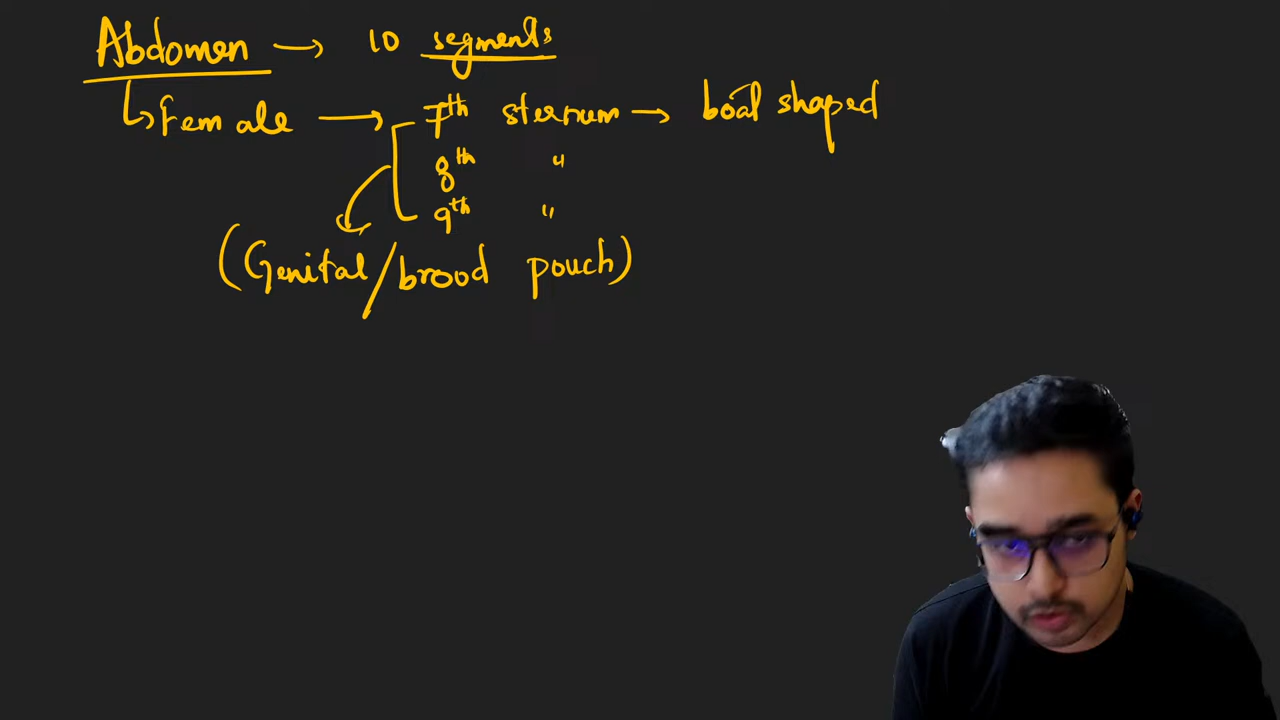 Abdomen → 10 segments
↳ Female → 7th sternum → boat shaped
8th "
9th "
(Genital/brood pouch)